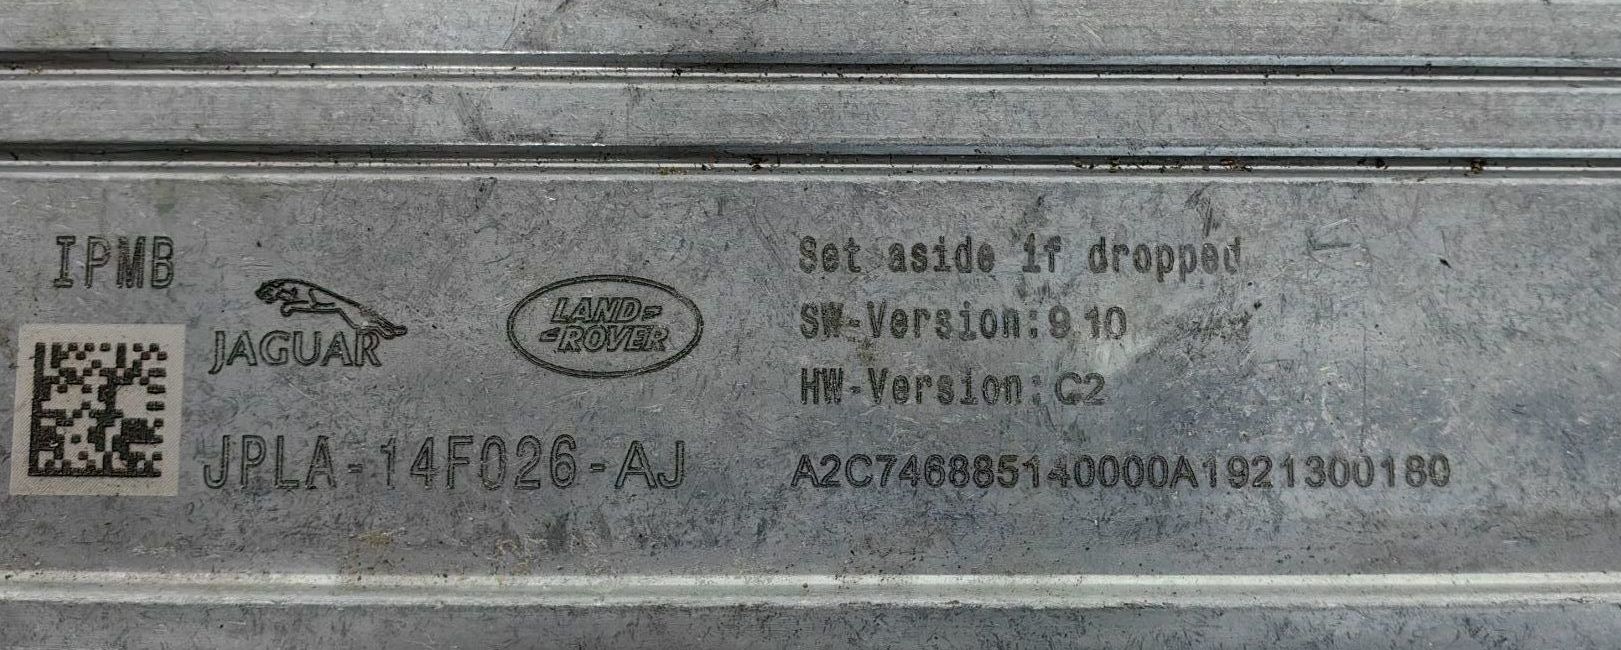 IPMB
JAGUAR
LAND-
-ROVER
JPLA-14F026-AJ
Set aside if dropped
SW-Version:9.10
HW-Version:C2
A2C746885140000A1921300180